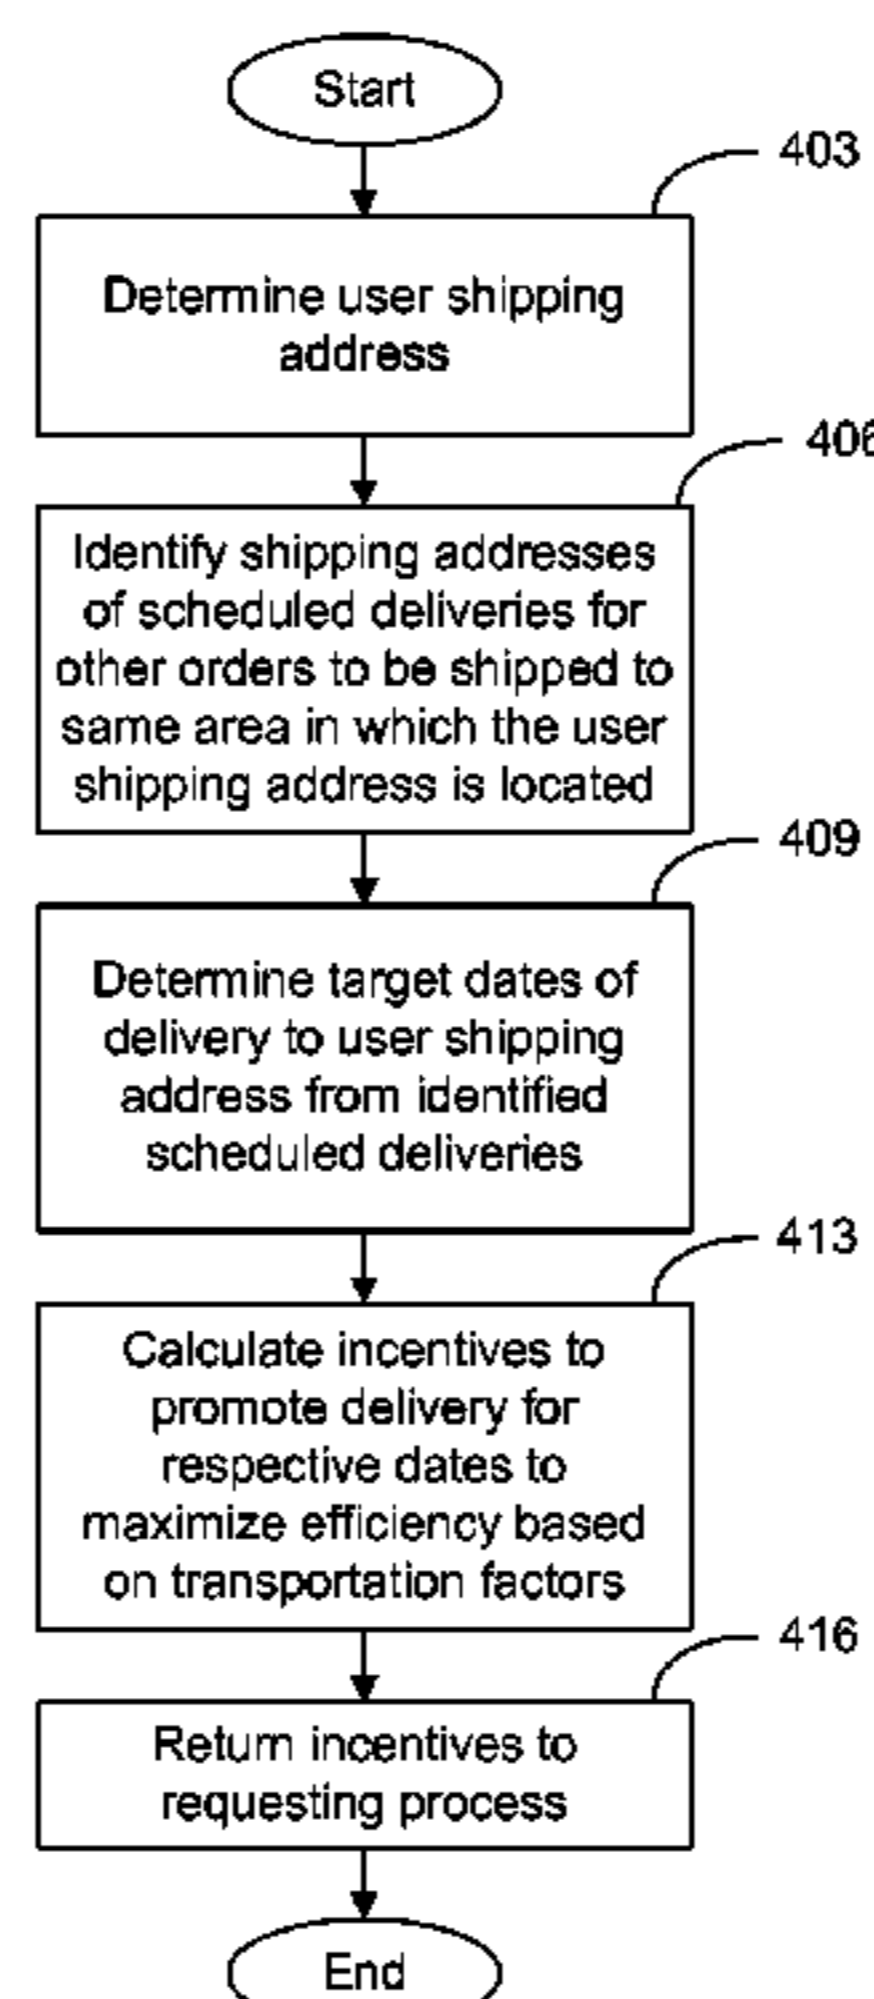 Start
403
Determine user shipping
address
406
Identify shipping addresses
of scheduled deliveries for
other orders to be shipped to
same area in which the user
shipping address is located
409
Determine target dates of
delivery to user shipping
address from identified
scheduled deliveries
413
Calculate incentives to
promote delivery for
respective dates to
maximize efficiency based
on transportation factors
416
Return incentives to
requesting process
End